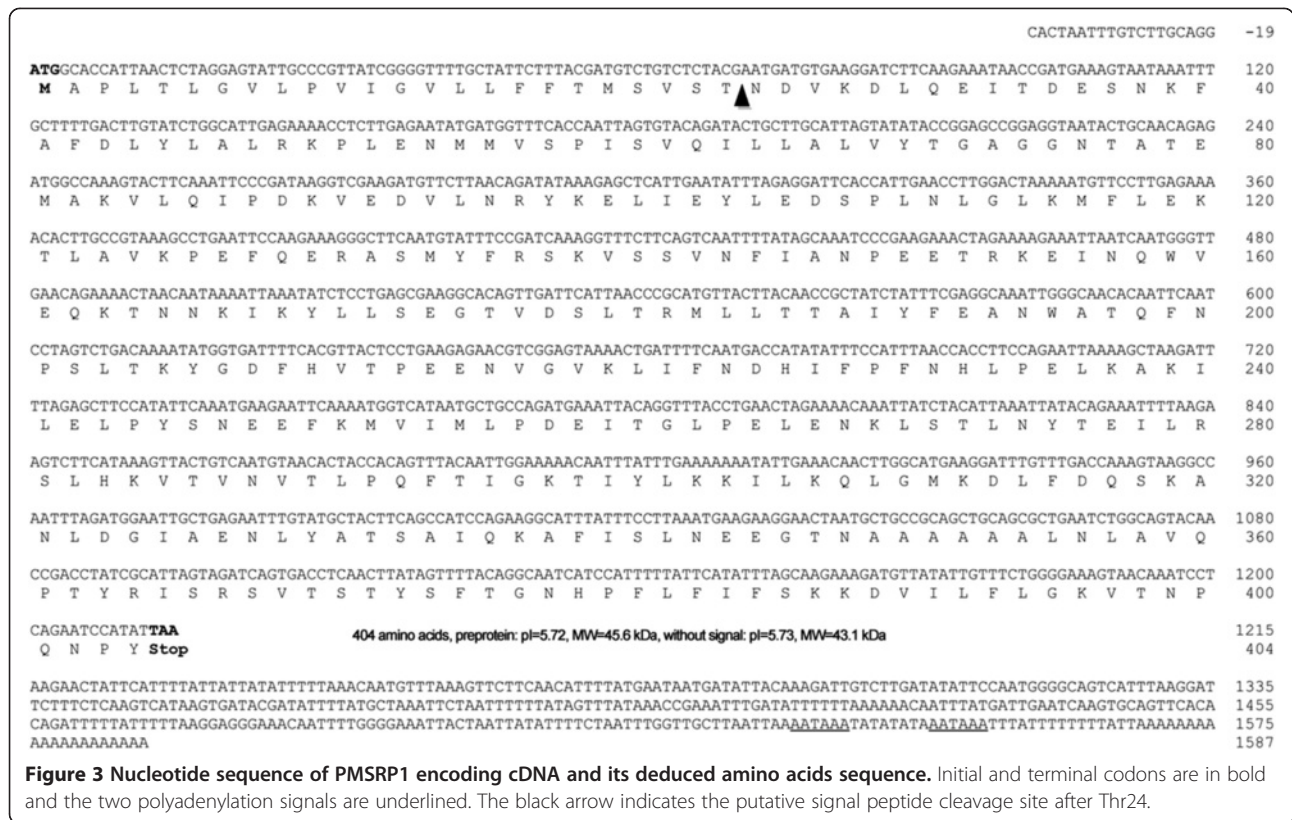 CACTAATTTGTCTTGCAGG -19
ATGGCACCATTAACTCTAGGAGTATTGCCCGTTATCGGGGTTTTGCTATTCTTTACGATGTCTGTCTCTACGAATGATGTGAAGGATCTTCAAGAAATAACCGATGAAAGTAATAAATTT 120
M A P L T L G V L P V I G V L L F F T M S V S T N D V K D L Q E I T D E S N K F 40
GCTTTTGACTTGTATCTGGCATTGAGAAAACCTCTTGAGAATATGATGGTTTCACCAATTAGTGTACAGATACTGCTTGCATTAGTATATACCGGAGCCGGAGGTAATACTGCAACAGAG 240
A F D L Y L A L R K P L E N M M V S P I S V Q I L L A L V Y T G A G G N T A T E 80
ATGGCCAAAGTACTTCAAATTCCCGATAAGGTCGAAGATGTTCTTAACAGATATAAAGAGCTCATTGAATATTTAGAGGATTCACCATTGAACCTTGGACTAAAAATGTTCCTTGAGAAA 360
M A K V L Q I P D K V E D V L N R Y K E L I E Y L E D S P L N L G L K M F L E K 120
ACACTTGCCGTAAAGCCTGAATTCCAAGAAAGGGCTTCAATGTATTTCCGATCAAAGGTTTCTTCAGTCAATTTTATAGCAAATCCCGAAGAAACTAGAAAAGAAATTAATCAATGGGTT 480
T L A V K P E F Q E R A S M Y F R S K V S S V N F I A N P E E T R K E I N Q W V 160
GAACAGAAAACTAACAATAAAATTAAATATCTCCTGAGCGAAGGCACAGTTGATTCATTAACCCGCATGTTACTTACAACCGCTATCTATTTCGAGGCAAATTGGGCAACACAATTCAAT 600
E Q K T N N K I K Y L L S E G T V D S L T R M L L T T A I Y F E A N W A T Q F N 200
CCTAGTCTGACAAAATATGGTGATTTTCACGTTACTCCTGAAGAGAACGTCGGAGTAAAACTGATTTTCAATGACCATATATTTCCATTTAACCACCTTCCAGAATTAAAAGCTAAGATT 720
P S L T K Y G D F H V T P E E N V G V K L I F N D H I F P F N H L P E L K A K I 240
TTAGAGCTTCCATATTCAAATGAAGAATTCAAAATGGTCATAATGCTGCCAGATGAAATTACAGGTTTACCTGAACTAGAAAACAAATTATCTACATTAAATTATACAGAAATTTTAAGA 840
L E L P Y S N E E F K M V I M L P D E I T G L P E L E N K L S T L N Y T E I L R 280
AGTCTTCATAAAGTTACTGTCAATGTAACACTACCACAGTTTACAATTGGAAAAACAATTTATTTGAAAAAAATATTGAAACAACTTGGCATGAAGGATTTGTTTGACCAAAGTAAGGCC 960
S L H K V T V N V T L P Q F T I G K T I Y L K K I L K Q L G M K D L F D Q S K A 320
AATTTAGATGGAATTGCTGAGAATTTGTATGCTACTTCAGCCATCCAGAAGGCATTTATTTCCTTAAATGAAGAAGGAACTAATGCTGCCGCAGCTGCAGCGCTGAATCTGGCAGTACAA 1080
N L D G I A E N L Y A T S A I Q K A F I S L N E E G T N A A A A A A L N L A V Q 360
CCGACCTATCGCATTAGTAGATCAGTGACCTCAACTTATAGTTTTACAGGCAATCATCCATTTTTATTCATATTTAGCAAGAAAGATGTTATATTGTTTCTGGGGAAAGTAACAAATCCT 1200
P T Y R I S R S V T S T Y S F T G N H P F L F I F S K K D V I L F L G K V T N P 400
CAGAATCCATATTAA 404 amino acids, preprotein: pI=5.72, MW=45.6 kDa, without signal: pI=5.73, MW=43.1 kDa 1215
Q N P Y Stop 404
AAGAACTATTCATTTTATTATTATATTTTTAAACAATGTTTAAAGTTCTTCAACATTTTATGAATAATGATATTACAAAGATTGTCTTGATATATTCCAATGGGGCAGTCATTTAAGGAT 1335
TCTTTCTCAAGTCATAAGTGATACGATATTTTATGCTAAATTCTAATTTTTTATAGTTTATAAACCGAAATTTGATATTTTTTAAAAAACAATTTATGATTGAATCAAGTGCAGTTCACA 1455
CAGATTTTTATTTTTAAGGAGGGAAACAATTTTGGGGAAATTACTAATTATATTTTCTAATTTGGTTGCTTAATTAAAATAAATATATATAAATAAATTTATTTTTTTTATTAAAAAAAA 1575
AAAAAAAAAAAA 1587
Figure 3 Nucleotide sequence of PMSRP1 encoding cDNA and its deduced amino acids sequence. Initial and terminal codons are in bold
and the two polyadenylation signals are underlined. The black arrow indicates the putative signal peptide cleavage site after Thr24.